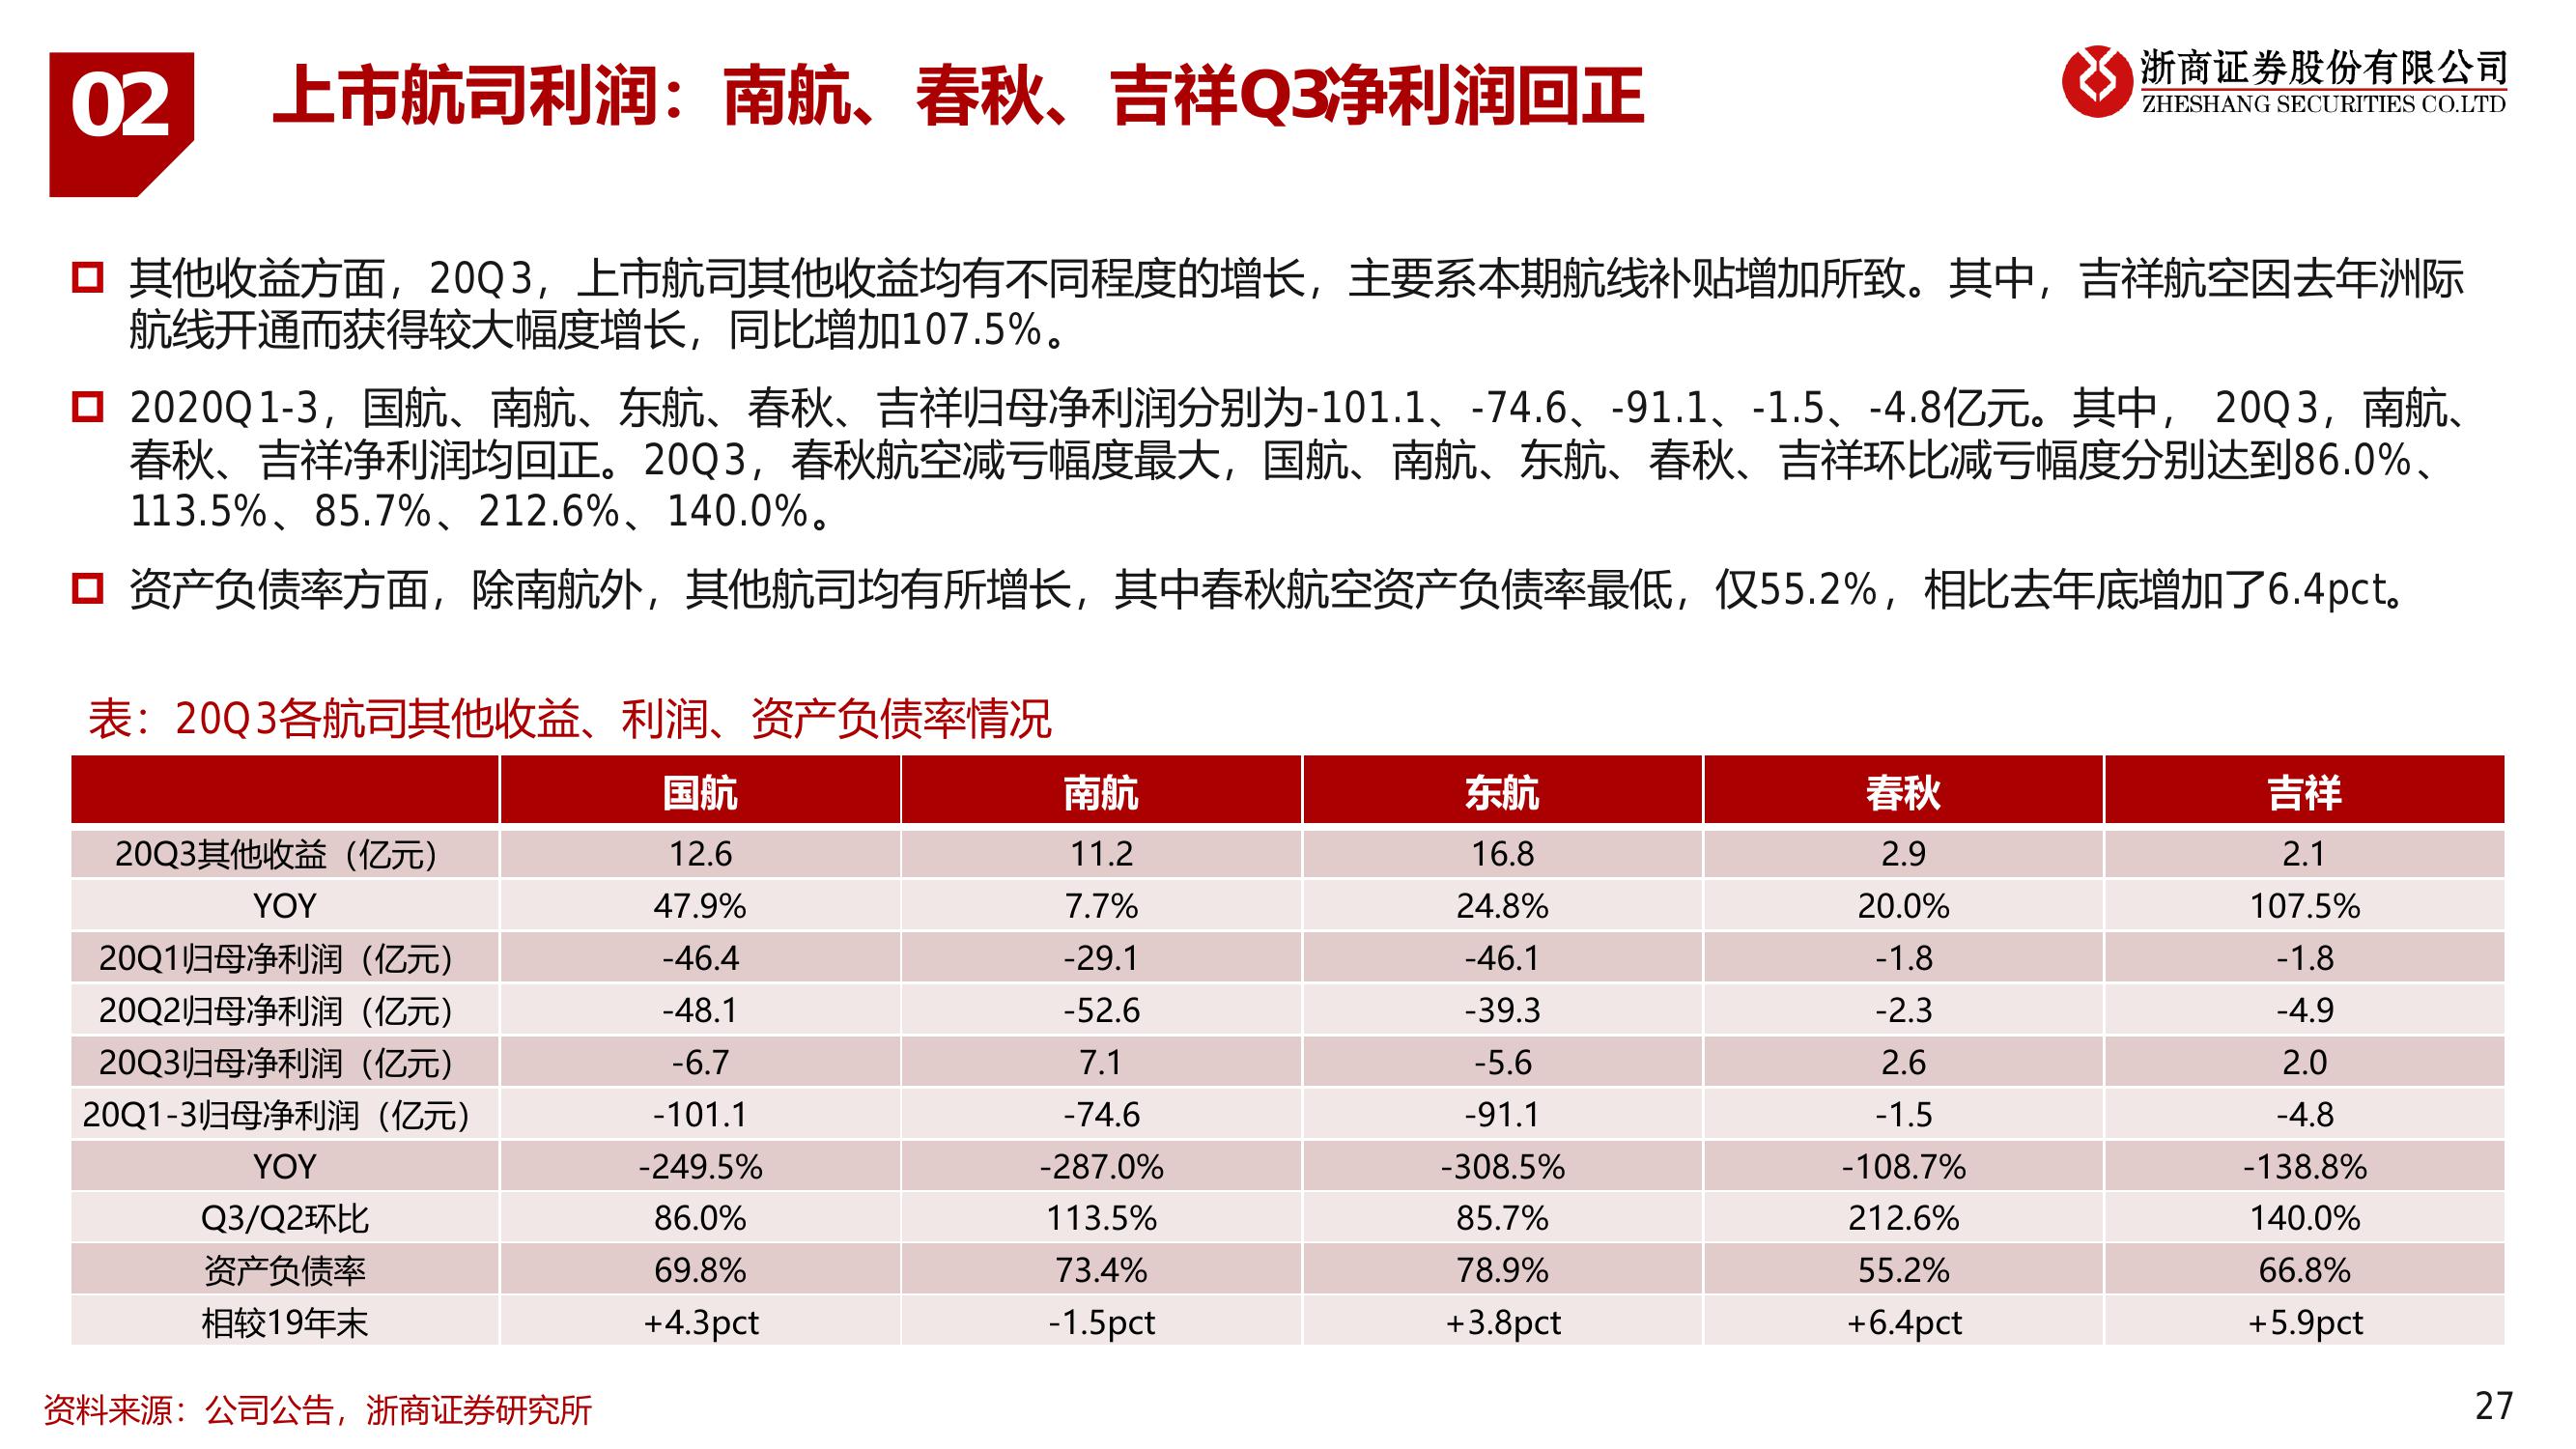 02
上市航司利润：南航、春秋、吉祥Q3净利润回正
浙商证券股份有限公司
ZHESHANG SECURITIES CO.LTD
其他收益方面，20Q3，上市航司其他收益均有不同程度的增长，主要系本期航线补贴增加所致。其中，吉祥航空因去年洲际
航线开通而获得较大幅度增长，同比增加107.5%。
2020Q1-3，国航、南航、东航、春秋、吉祥归母净利润分别为-101.1、-74.6、-91.1、-1.5、-4.8亿元。其中， 20Q3，南航、
春秋、吉祥净利润均回正。20Q3，春秋航空减亏幅度最大，国航、南航、东航、春秋、吉祥环比减亏幅度分别达到86.0%、
113.5%、85.7%、212.6%、140.0%。
资产负债率方面，除南航外，其他航司均有所增长，其中春秋航空资产负债率最低，仅55.2%，相比去年底增加了6.4pct。
表：20Q3各航司其他收益、利润、资产负债率情况
国航 南航 东航 春秋 吉祥
20Q3其他收益（亿元） 12.6 11.2 16.8 2.9 2.1
YOY 47.9% 7.7% 24.8% 20.0% 107.5%
20Q1归母净利润（亿元） -46.4 -29.1 -46.1 -1.8 -1.8
20Q2归母净利润（亿元） -48.1 -52.6 -39.3 -2.3 -4.9
20Q3归母净利润（亿元） -6.7 7.1 -5.6 2.6 2.0
20Q1-3归母净利润（亿元） -101.1 -74.6 -91.1 -1.5 -4.8
YOY -249.5% -287.0% -308.5% -108.7% -138.8%
Q3/Q2环比 86.0% 113.5% 85.7% 212.6% 140.0%
资产负债率 69.8% 73.4% 78.9% 55.2% 66.8%
相较19年末 +4.3pct -1.5pct +3.8pct +6.4pct +5.9pct
资料来源：公司公告，浙商证券研究所
27